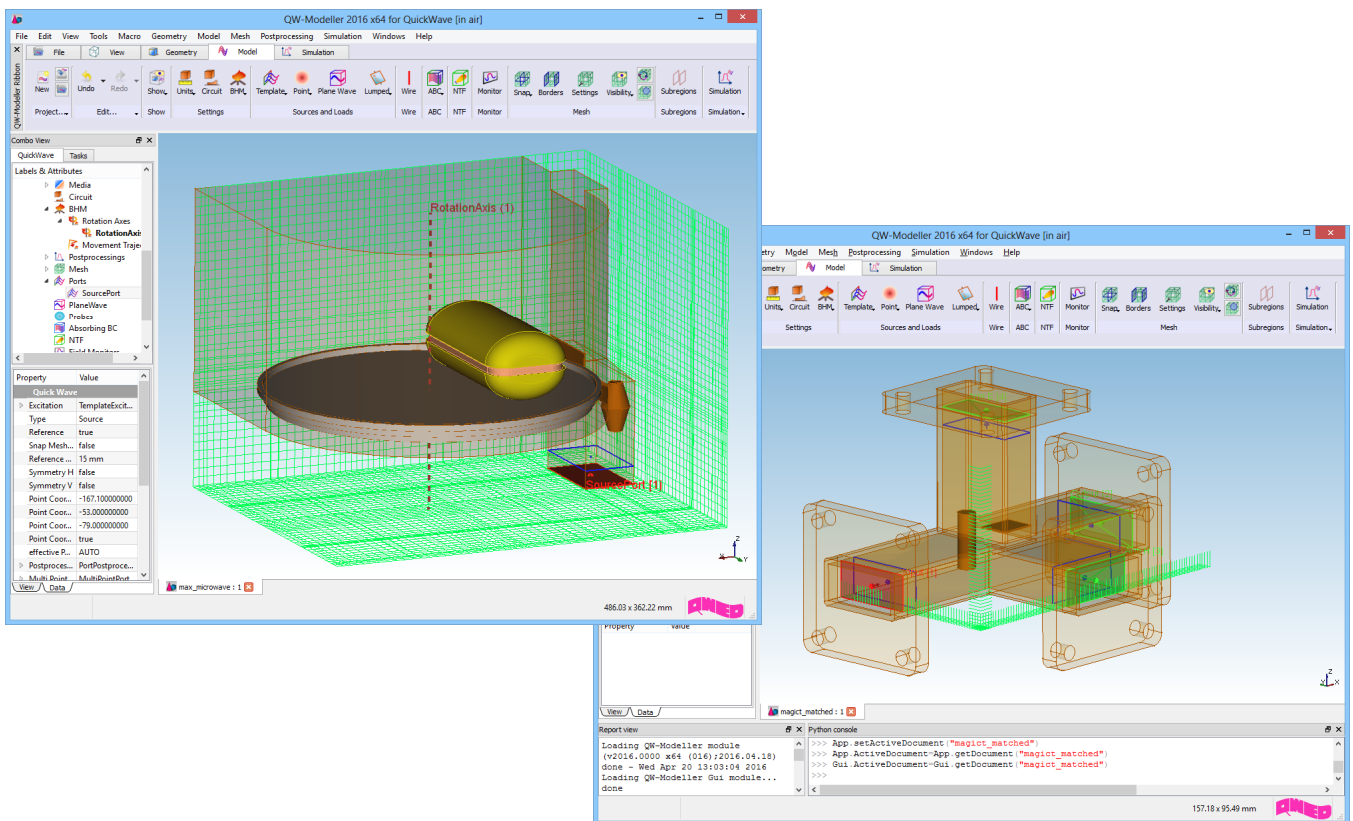 QW-Modeller 2016 x64 for QuickWave [in air]
File Edit View Tools Macro Geometry Model Mesh Postprocessing Simulation Windows Help
QW-Modeller Ribbon
File View Geometry Model Simulation
New Undo Redo Show Units Circuit BHM Template Point Plane Wave Lumped Wire ABC NTF Monitor Snap Borders Settings Visibility Subregions Simulation
Project... Edit... Show Settings Sources and Loads Wire ABC NTF Monitor Mesh Subregions Simulation
Combo View
QuickWave Tasks
Labels & Attributes
Media
Circuit
BHM
Rotation Axes
RotationAxis
Movement Traje
Postprocessings
Mesh
Ports
SourcePort
PlaneWave
Probes
Absorbing BC
NTF
Field Monitors
Property Value
Quick Wave
Excitation TemplateExcit...
Type Source
Reference true
Snap Mesh... false
Reference ... 15 mm
Symmetry H false
Symmetry V false
Point Coor... -167.100000000
Point Coor... -53.000000000
Point Coor... -79.000000000
Point Coor... true
effective P... AUTO
Postproces... PortPostproce...
Multi Point MultiPointPort
View Data
RotationAxis (1)
SourcePort [1]
Z
X Y
max_microwave : 1
486.03 x 362.22 mm
QWED
QW-Modeller 2016 x64 for QuickWave [in air]
etry Model Mesh Postprocessing Simulation Windows Help
ometry Model Simulation
Units Circuit BHM Template Point Plane Wave Lumped Wire ABC NTF Monitor Snap Borders Settings Visibility Subregions Simulation
Settings Sources and Loads Wire ABC NTF Monitor Mesh Subregions Simulation
Z
Y X
Property Value
View Data
magict_matched : 1
Report view
Loading QW-Modeller module
(v2016.0000 x64 (016);2016.04.18)
done - Wed Apr 20 13:03:04 2016
Loading QW-Modeller Gui module...
done
Python console
>>> App.setActiveDocument("magict_matched")
>>> App.ActiveDocument=App.getDocument("magict_matched")
>>> Gui.ActiveDocument=Gui.getDocument("magict_matched")
>>>
157.18 x 95.49 mm
QWED